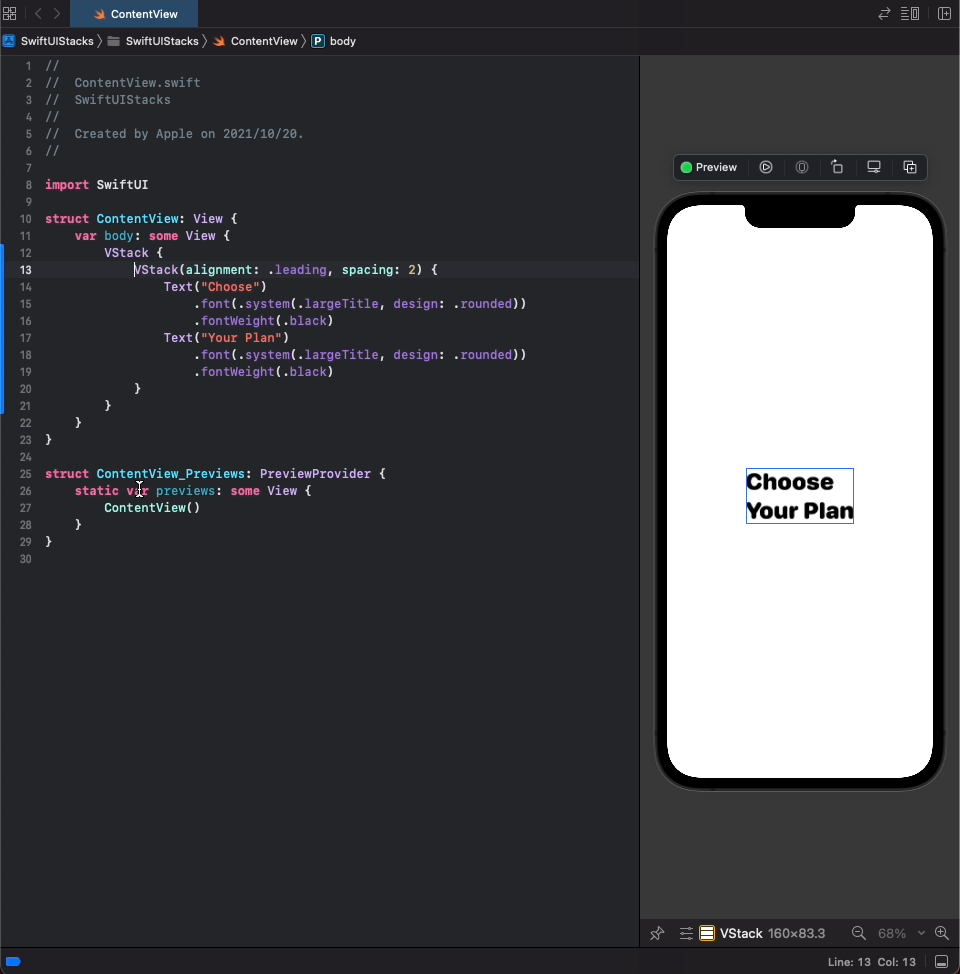 ContentView
SwiftUIStacks SwiftUIStacks ContentView P body
1 //
2 //  ContentView.swift
3 //  SwiftUIStacks
4 //
5 //  Created by Apple on 2021/10/20.
6 //
7
8 import SwiftUI
9
10 struct ContentView: View {
11     var body: some View {
12         VStack {
13             VStack(alignment: .leading, spacing: 2) {
14                 Text("Choose")
15                     .font(.system(.largeTitle, design: .rounded))
16                     .fontWeight(.black)
17                 Text("Your Plan")
18                     .font(.system(.largeTitle, design: .rounded))
19                     .fontWeight(.black)
20             }
21         }
22     }
23 }
24
25 struct ContentView_Previews: PreviewProvider {
26     static var previews: some View {
27         ContentView()
28     }
29 }
30
Preview
Choose
Your Plan
VStack 160×83.3 68%
Line: 13 Col: 13